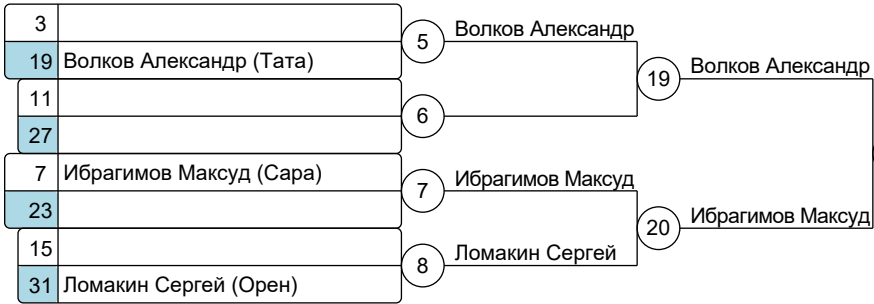 3
5
Волков Александр
19 Волков Александр (Тата)
19
Волков Александр
11
6
27
7 Ибрагимов Максуд (Сара)
7
Ибрагимов Максуд
23
20
Ибрагимов Максуд
15
8
Ломакин Сергей
31 Ломакин Сергей (Орен)